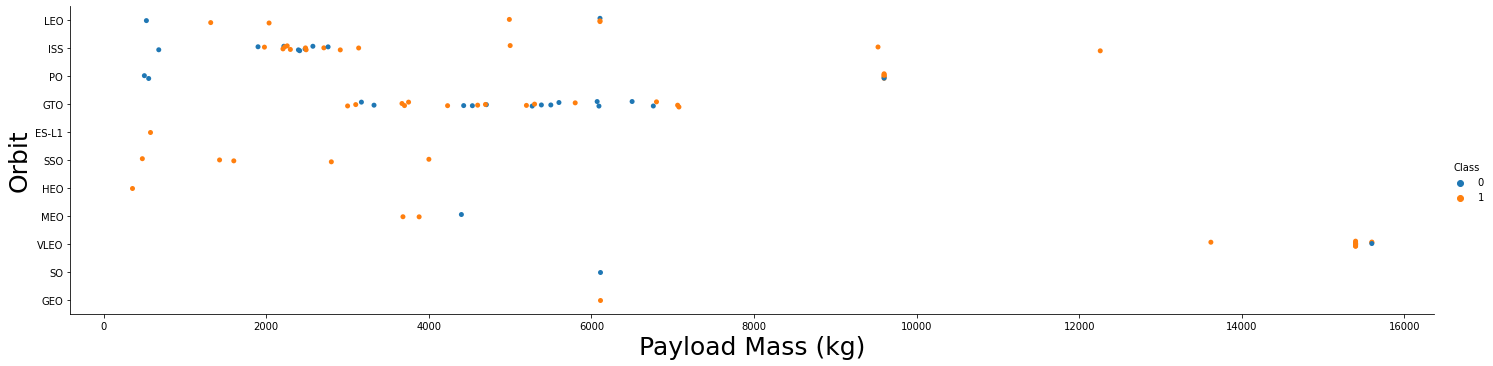 LEO
ISS
PO
GTO
ES-L1
SSO
HEO
MEO
VLEO
SO
GEO
Orbit
0 2000 4000 6000 8000 10000 12000 14000 16000
Payload Mass (kg)
Class
0
1